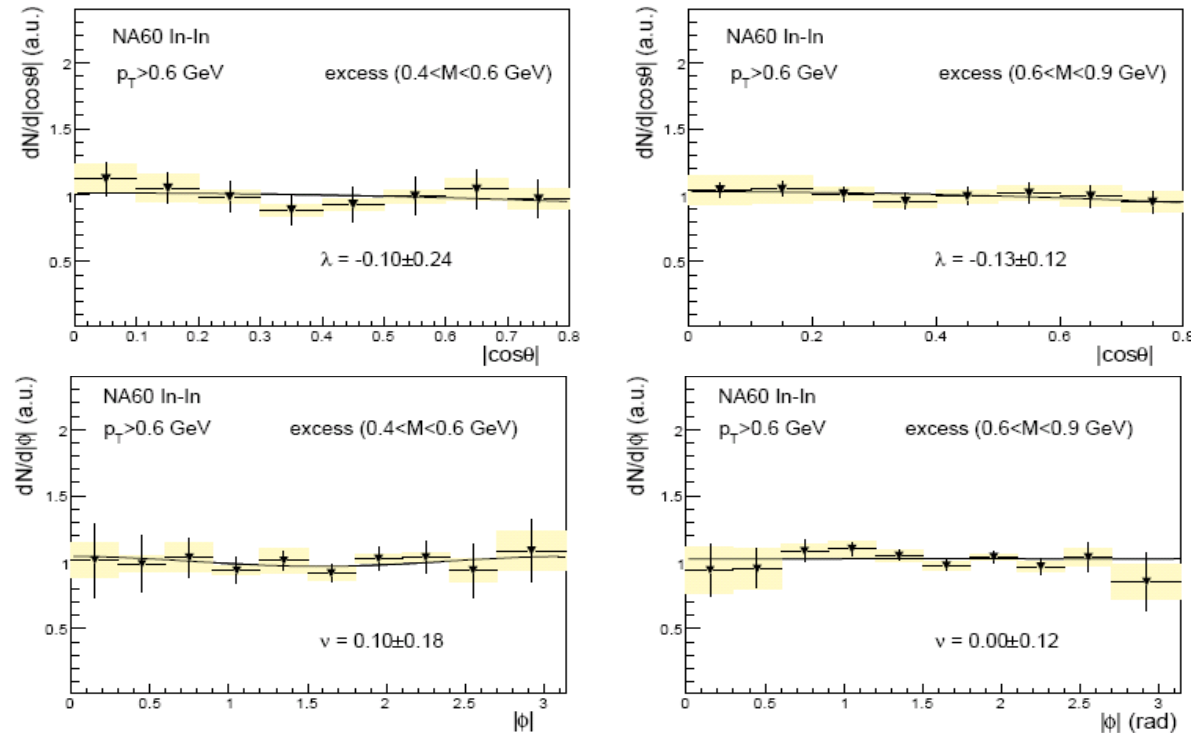 dN/d|cosθ| (a.u.)
NA60 In-In
p_T>0.6 GeV excess (0.4<M<0.6 GeV)
2
1.5
1
0.5
λ = -0.10±0.24
0 0.1 0.2 0.3 0.4 0.5 0.6 0.7 0.8
|cosθ|
dN/d|cosθ| (a.u.)
NA60 In-In
p_T>0.6 GeV excess (0.6<M<0.9 GeV)
2
1.5
1
0.5
λ = -0.13±0.12
0 0.2 0.4 0.6 0.8
|cosθ|
dN/d|ϕ| (a.u.)
NA60 In-In
p_T>0.6 GeV excess (0.4<M<0.6 GeV)
2
1.5
1
0.5
ν = 0.10±0.18
0 0.5 1 1.5 2 2.5 3
|ϕ|
dN/d|ϕ| (a.u.)
NA60 In-In
p_T>0.6 GeV excess (0.6<M<0.9 GeV)
2
1.5
1
0.5
ν = 0.00±0.12
0 0.5 1 1.5 2 2.5 3
|ϕ| (rad)